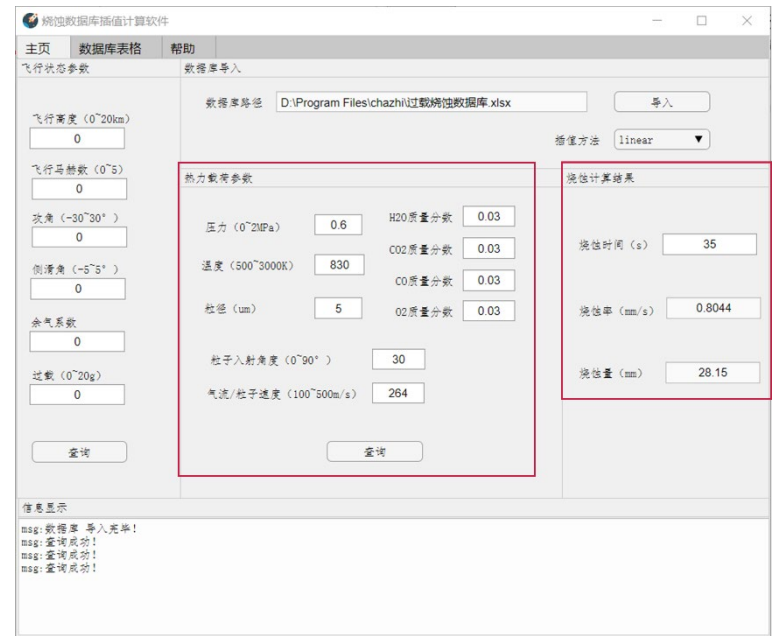 烧蚀数据库插值计算软件
主页 数据库表格 帮助
飞行状态参数
飞行高度 (0~20km)
0
飞行马赫数 (0~5)
0
攻角 (-30~30°)
0
侧滑角 (-5~5°)
0
余气系数
0
过载 (0~20g)
0
查询
数据库导入
数据库路径 D:\Program Files\chazhi\过载烧蚀数据库.xlsx 导入
插值方法 linear
热力载荷参数
压力 (0~2MPa) 0.6
温度 (500~3000K) 830
粒径 (um) 5
H2O质量分数 0.03
CO2质量分数 0.03
CO质量分数 0.03
O2质量分数 0.03
粒子入射角度 (0~90°) 30
气流/粒子速度 (100~500m/s) 264
查询
烧蚀计算结果
烧蚀时间 (s) 35
烧蚀率 (mm/s) 0.8044
烧蚀量 (mm) 28.15
信息显示
msg:数据库 导入完毕!
msg:查询成功!
msg:查询成功!
msg:查询成功!